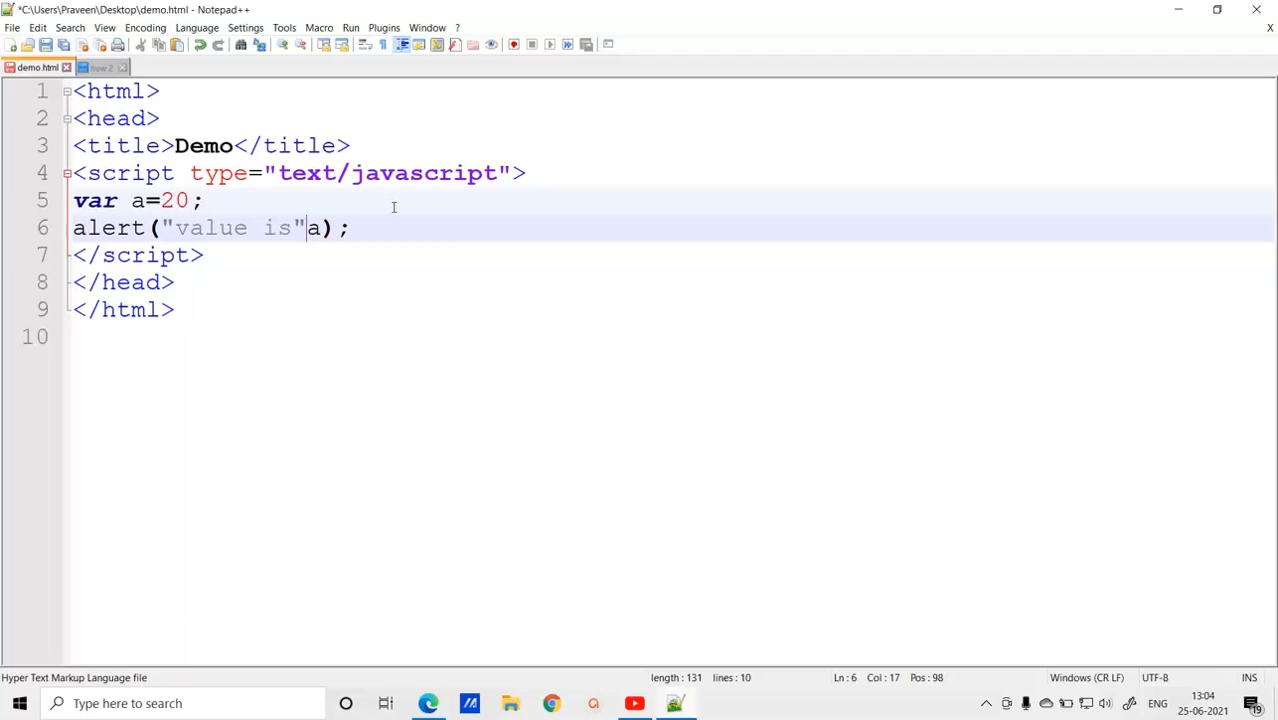 *C:\Users\Praveen\Desktop\demo.html - Notepad++
File Edit Search View Encoding Language Settings Tools Macro Run Plugins Window ? X
demo.html new 2
1 <html>
2 <head>
3 <title>Demo</title>
4 <script type="text/javascript">
5 var a=20;
6 alert("value is"a);
7 </script>
8 </head>
9 </html>
10
Hyper Text Markup Language file length : 131 lines : 10 Ln : 6 Col : 17 Pos : 98 Windows (CR LF) UTF-8 INS
Type here to search ENG 13:04
25-06-2021 19